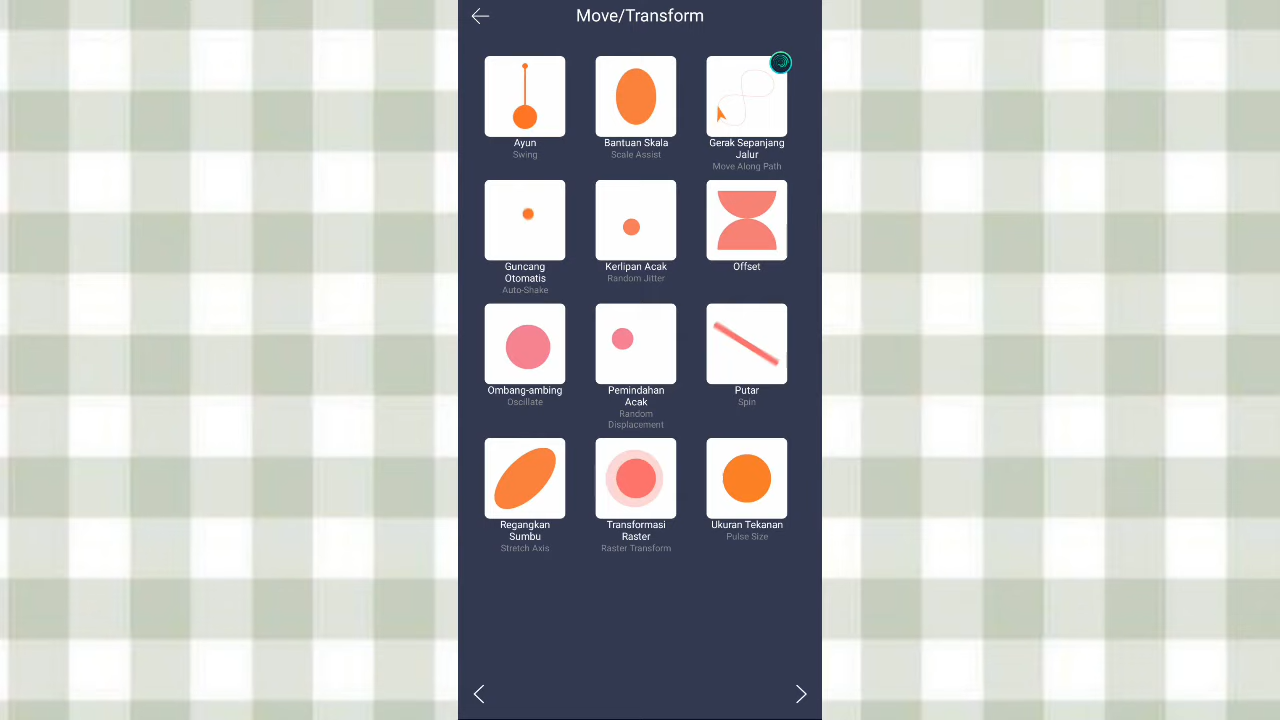 Move/Transform
Ayun
Swing
Bantuan Skala
Scale Assist
Gerak Sepanjang
Jalur
Move Along Path
Guncang
Otomatis
Auto-Shake
Kerlipan Acak
Random Jitter
Offset
Ombang-ambing
Oscillate
Pemindahan
Acak
Random
Displacement
Putar
Spin
Regangkan
Sumbu
Stretch Axis
Transformasi
Raster
Raster Transform
Ukuran Tekanan
Pulse Size